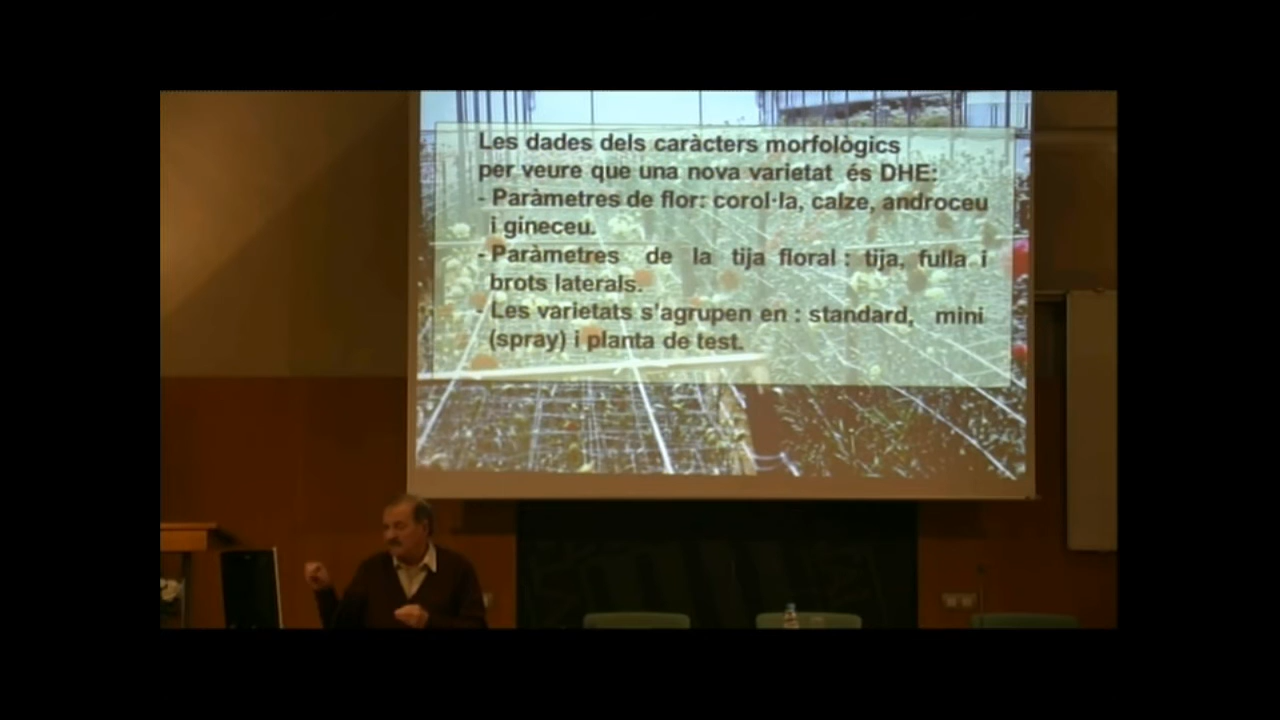 Les dades dels caràcters morfològics
per veure que una nova varietat és DHE:
- Paràmetres de flor: corol·la, calze, androceu
i gineceu.
- Paràmetres de la tija floral : tija, fulla i
brots laterals.
- Les varietats s'agrupen en : standard, mini
(spray) i planta de test.